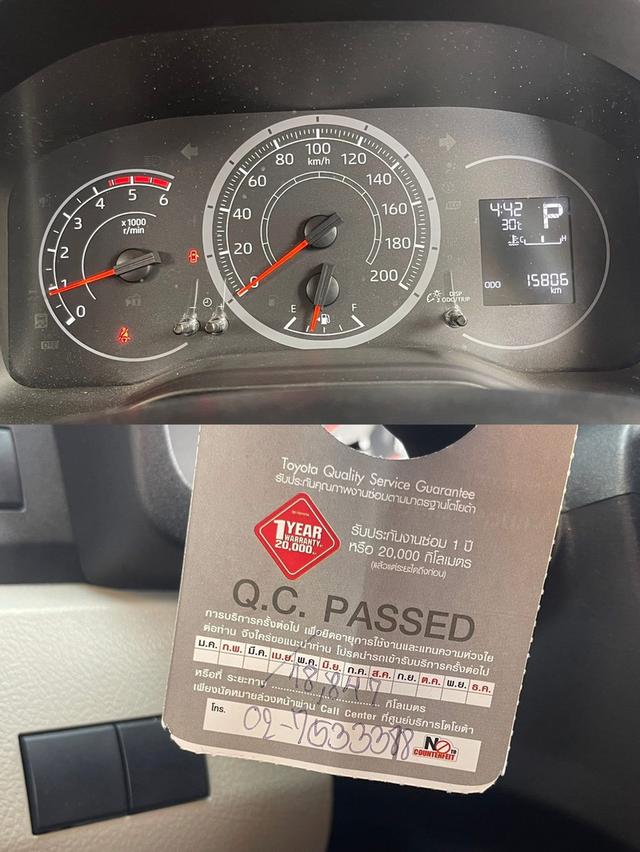 1 2 3 4 5 6
x1000
r/min
0
0 20 40 60 80 100 120 140 160 180 200
km/h
E F
DISP
ODO/TRIP
4:42 P
30℃
C H
ODO 15806
km
OFF
Toyota Quality Service Guarantee
รับประกันคุณภาพงานซ่อมตามมาตรฐานโตโยต้า
1YEAR
WARRANTY.
20,000
รับประกันงานซ่อม 1 ปี
หรือ 20,000 กิโลเมตร
(แล้วแต่ระยะใดถึงก่อน)
Q.C. PASSED
การบริการครั้งต่อไป เพื่อยืดอายุการใช้งานและแทนความห่วงใย
ต่อท่าน จึงใคร่ขอแนะนำท่าน โปรดนำรถเข้ารับบริการครั้งต่อไป
ม.ค. ก.พ. มี.ค. เม.ย. พ.ค. มิ.ย. ก.ค. ส.ค. ก.ย. ต.ค. พ.ย. ธ.ค.
หรือที่ ระยะทาง กิโลเมตร
เพียงนัดหมายล่วงหน้าผ่าน Call Center ที่ศูนย์บริการโตโยต้า
โทร. 02-7533388
NO TO
COUNTERFEIT